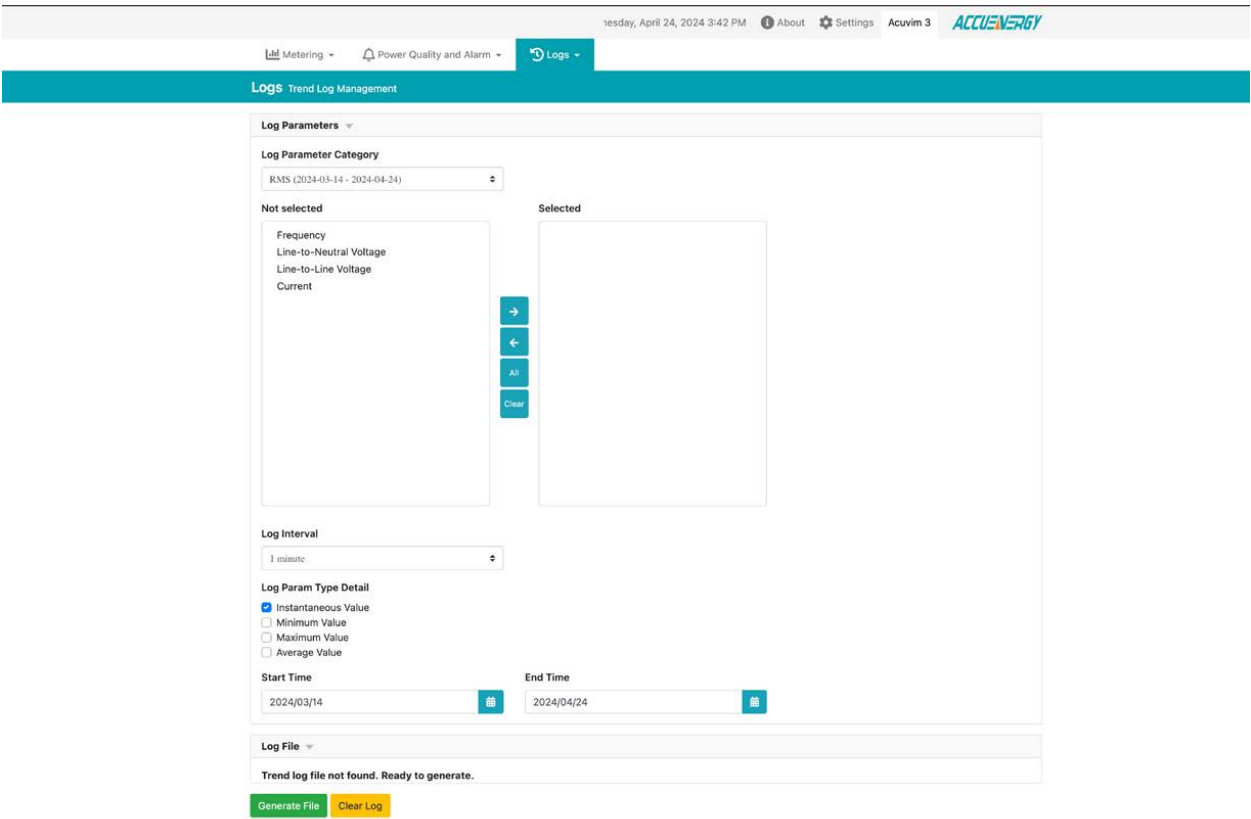 nesday, April 24, 2024 3:42 PM About Settings Acuvim 3 ACCUENERGY
Metering Power Quality and Alarm Logs
Logs Trend Log Management
Log Parameters
Log Parameter Category
RMS (2024-03-14 - 2024-04-24)
Not selected Selected
Frequency
Line-to-Neutral Voltage
Line-to-Line Voltage
Current
All
Clear
Log Interval
1 minute
Log Param Type Detail
Instantaneous Value
Minimum Value
Maximum Value
Average Value
Start Time End Time
2024/03/14 2024/04/24
Log File
Trend log file not found. Ready to generate.
Generate File Clear Log